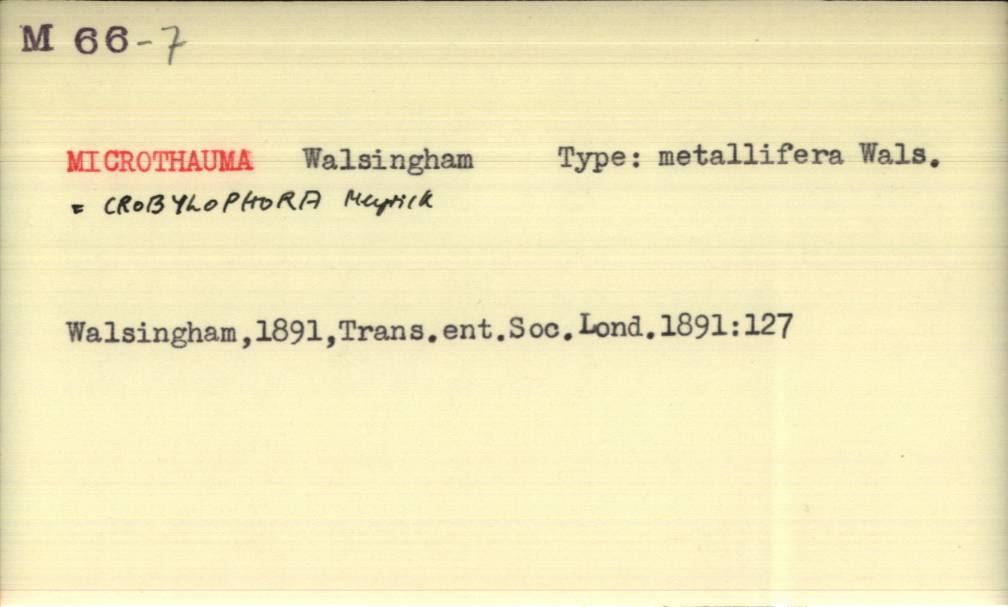 M 66-7
MICROTHAUMA Walsingham Type: metallifera Wals.
= CROBYLOPHORA Meyrick
Walsingham,1891,Trans.ent.Soc.Lond.1891:127